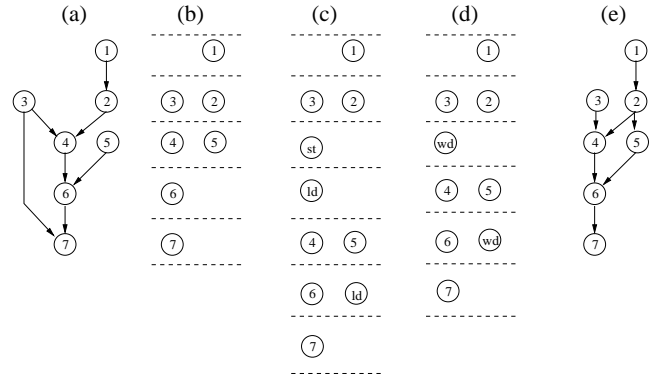 (a) (b) (c) (d) (e)
1 1 1 1 1
3 2 3 2 3 2 3 2 3 2
4 5 4 5 st wd 4 5
6 6 ld 4 5 6
7 7 4 5 6 wd 7
6 ld 7
7